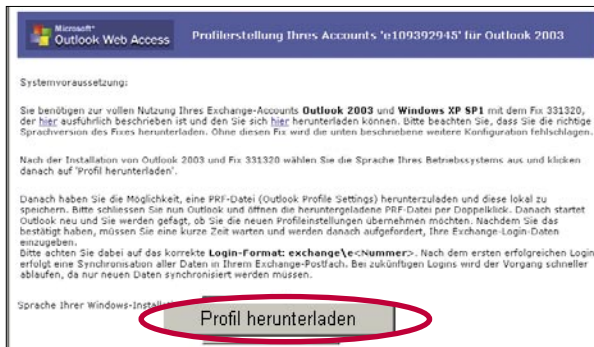 Microsoft®
Outlook Web Access
Profilerstellung Ihres Accounts 'e109392945' für Outlook 2003
Systemvoraussetzung:
Sie benötigen zur vollen Nutzung Ihres Exchange-Accounts Outlook 2003 und Windows XP SP1 mit dem Fix 331320,
der hier ausführlich beschrieben ist und den Sie sich hier herunterladen können. Bitte beachten Sie, dass Sie die richtige
Sprachversion des Fixes herunterladen. Ohne diesen Fix wird die unten beschriebene weitere Konfiguration fehlschlagen.
Nach der Installation von Outlook 2003 und Fix 331320 wählen Sie die Sprache Ihres Betriebssystems aus und klicken
danach auf 'Profil herunterladen'.
Danach haben Sie die Möglichkeit, eine PRF-Datei (Outlook Profile Settings) herunterzuladen und diese lokal zu
speichern. Bitte schliessen Sie nun Outlook und öffnen die heruntergeladene PRF-Datei per Doppelklick. Danach startet
Outlook neu und Sie werden gefagt, ob Sie die neuen Profileinstellungen übernehmen möchten. Nachdem Sie das
bestätigt haben, müssen Sie eine kurze Zeit warten und werden danach aufgefordert, Ihre Exchange-Login-Daten
einzugeben.
Bitte achten Sie dabei auf das korrekte Login-Format: exchange\e<Nummer>. Nach dem ersten erfolgreichen Login
erfolgt eine Synchronisation aller Daten in Ihrem Exchange-Postfach. Bei zukünftigen Logins wird der Vorgang schneller
ablaufen, da nur neuen Daten synchronisiert werden müssen.
Sprache Ihrer Windows-Installati
Profil herunterladen